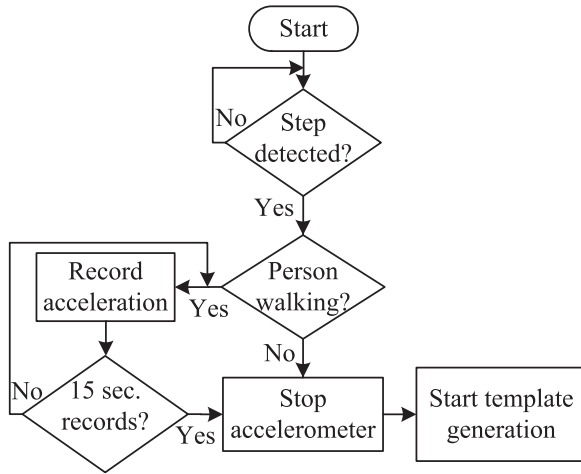 Start
No
Step
detected?
Yes
Person
walking?
Record
acceleration
Yes
No
No
15 sec.
records?
Yes
Stop
accelerometer
Start template
generation